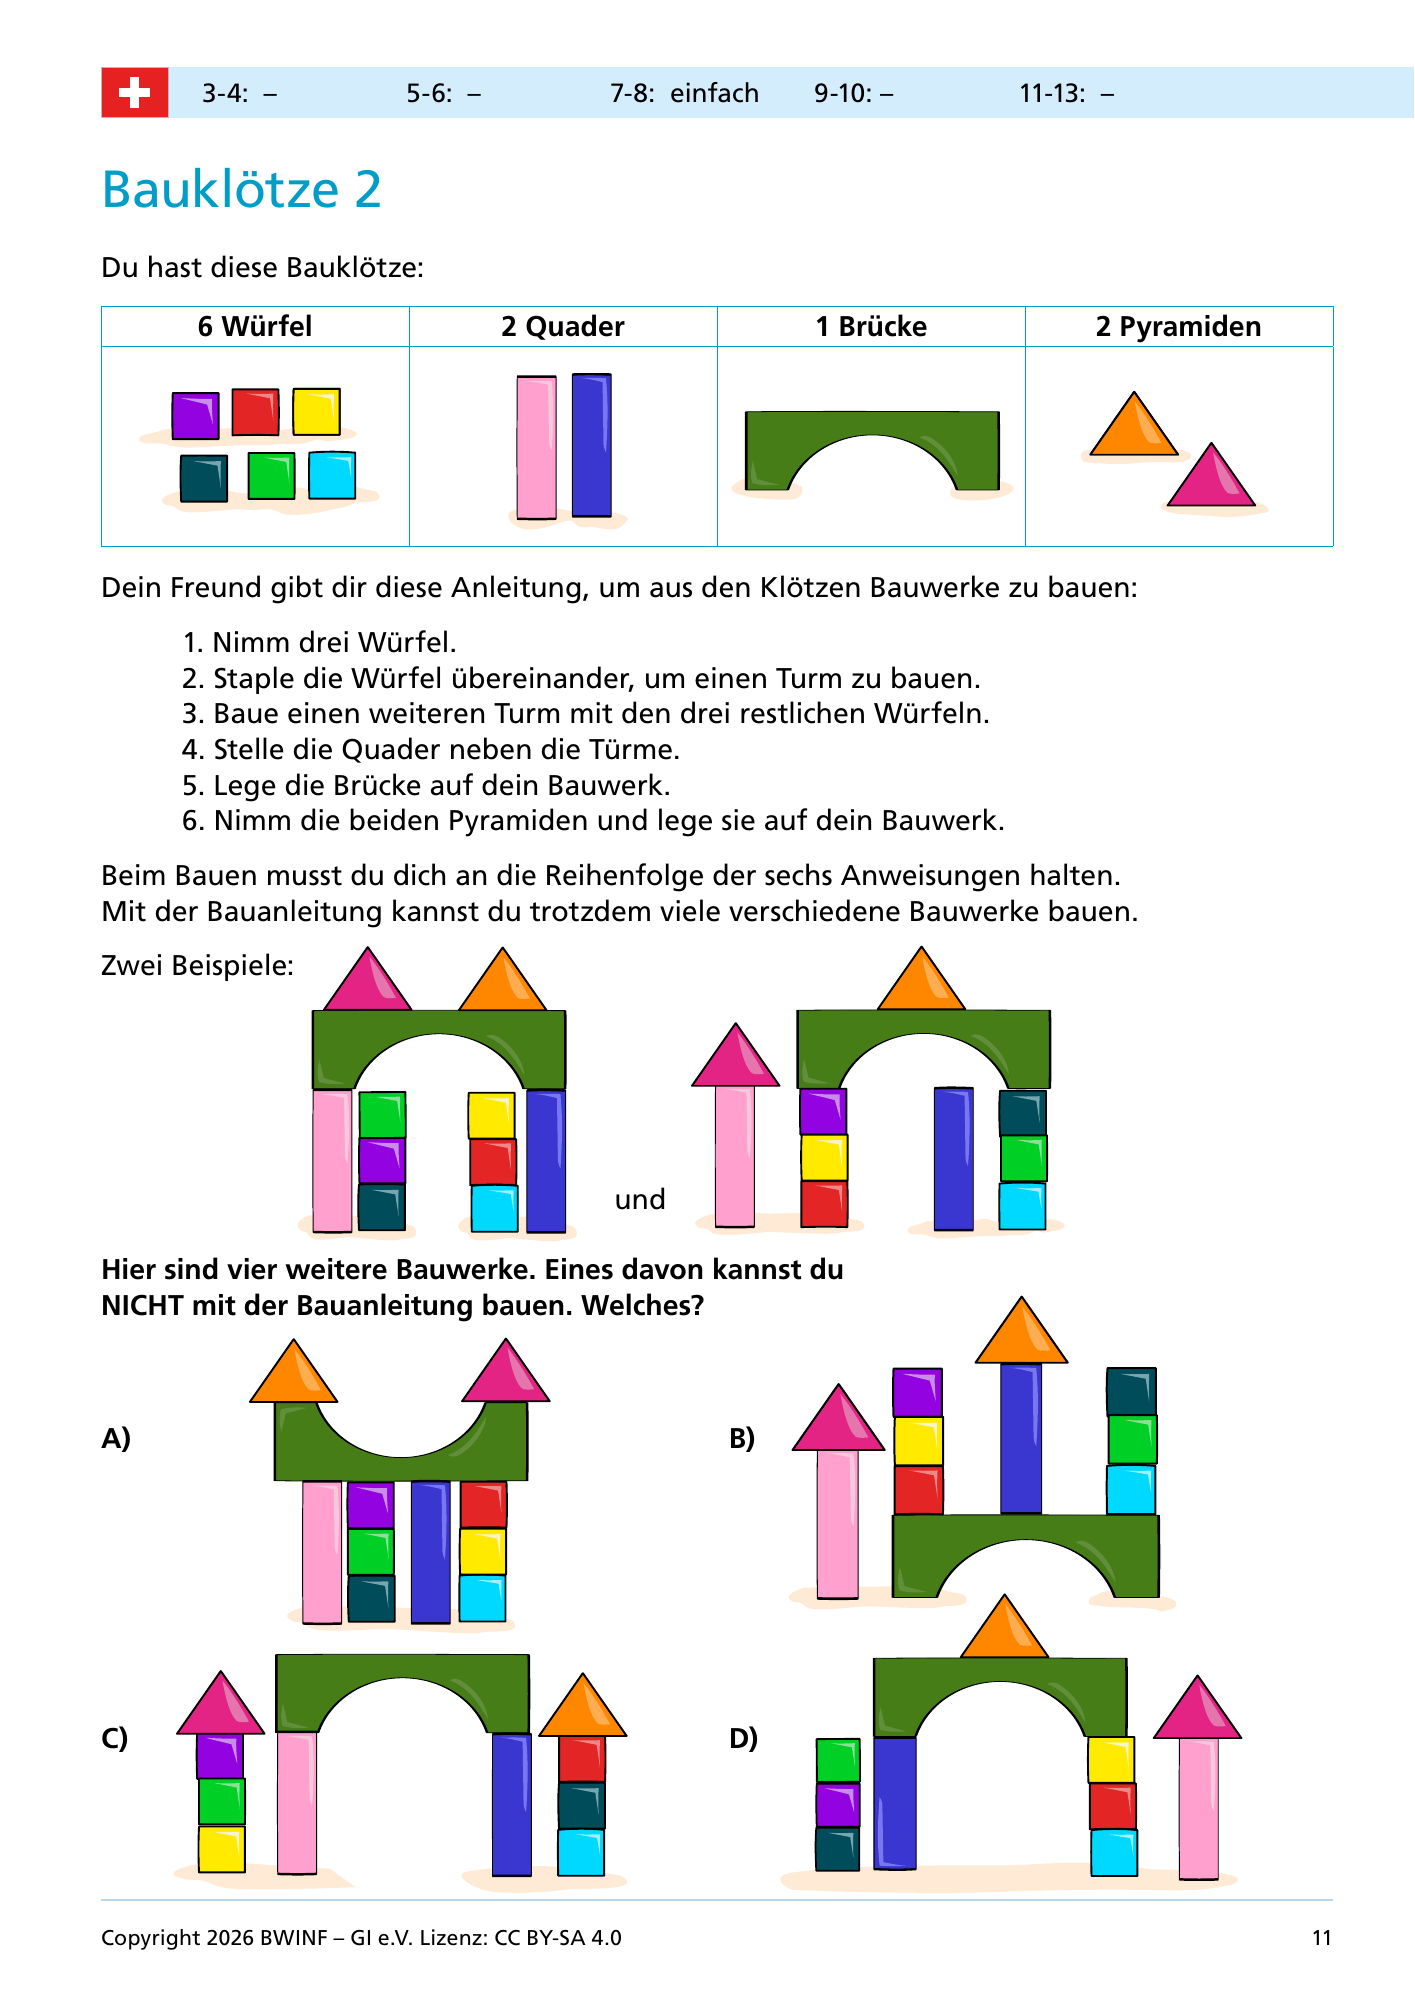 3-4: –
5-6: –
7-8: einfach
9-10: –
11-13: –
Bauklötze 2
Du hast diese Bauklötze:
6 Würfel
2 Quader
1 Brücke
2 Pyramiden
Dein Freund gibt dir diese Anleitung, um aus den Klötzen Bauwerke zu bauen:
1. Nimm drei Würfel.
2. Staple die Würfel übereinander, um einen Turm zu bauen.
3. Baue einen weiteren Turm mit den drei restlichen Würfeln.
4. Stelle die Quader neben die Türme.
5. Lege die Brücke auf dein Bauwerk.
6. Nimm die beiden Pyramiden und lege sie auf dein Bauwerk.
Beim Bauen musst du dich an die Reihenfolge der sechs Anweisungen halten.
Mit der Bauanleitung kannst du trotzdem viele verschiedene Bauwerke bauen.
Zwei Beispiele:
und
Hier sind vier weitere Bauwerke. Eines davon kannst du
NICHT mit der Bauanleitung bauen. Welches?
A)
B)
C)
D)
Copyright 2026 BWINF – GI e.V. Lizenz: CC BY-SA 4.0
11